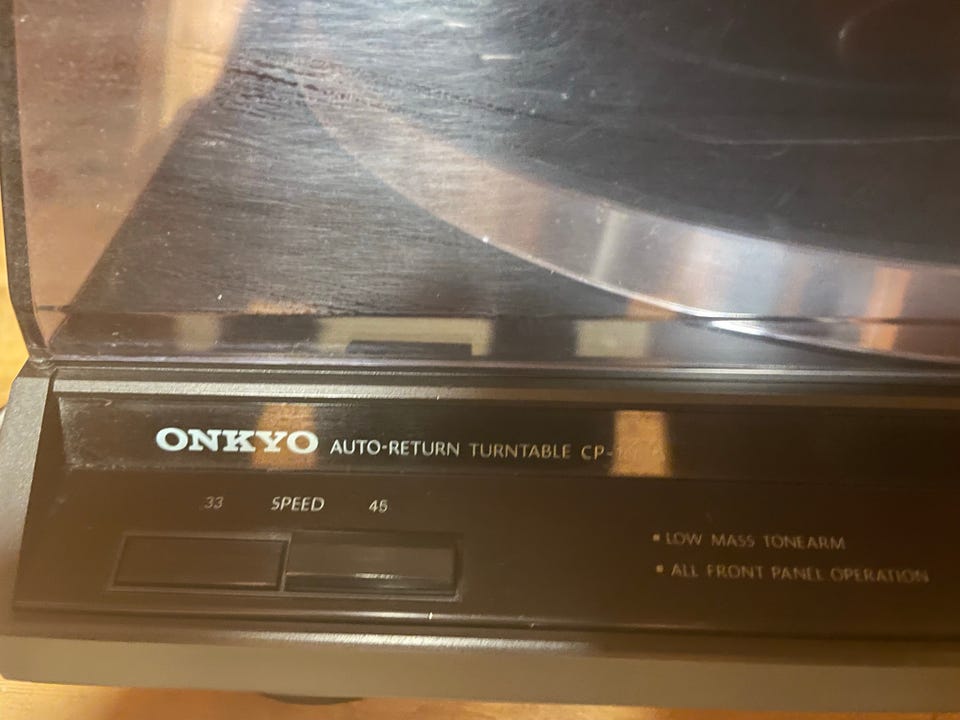 ONKYO AUTO-RETURN TURNTABLE
33 SPEED 45
• LOW MASS TONEARM
• ALL FRONT PANEL OPERATION